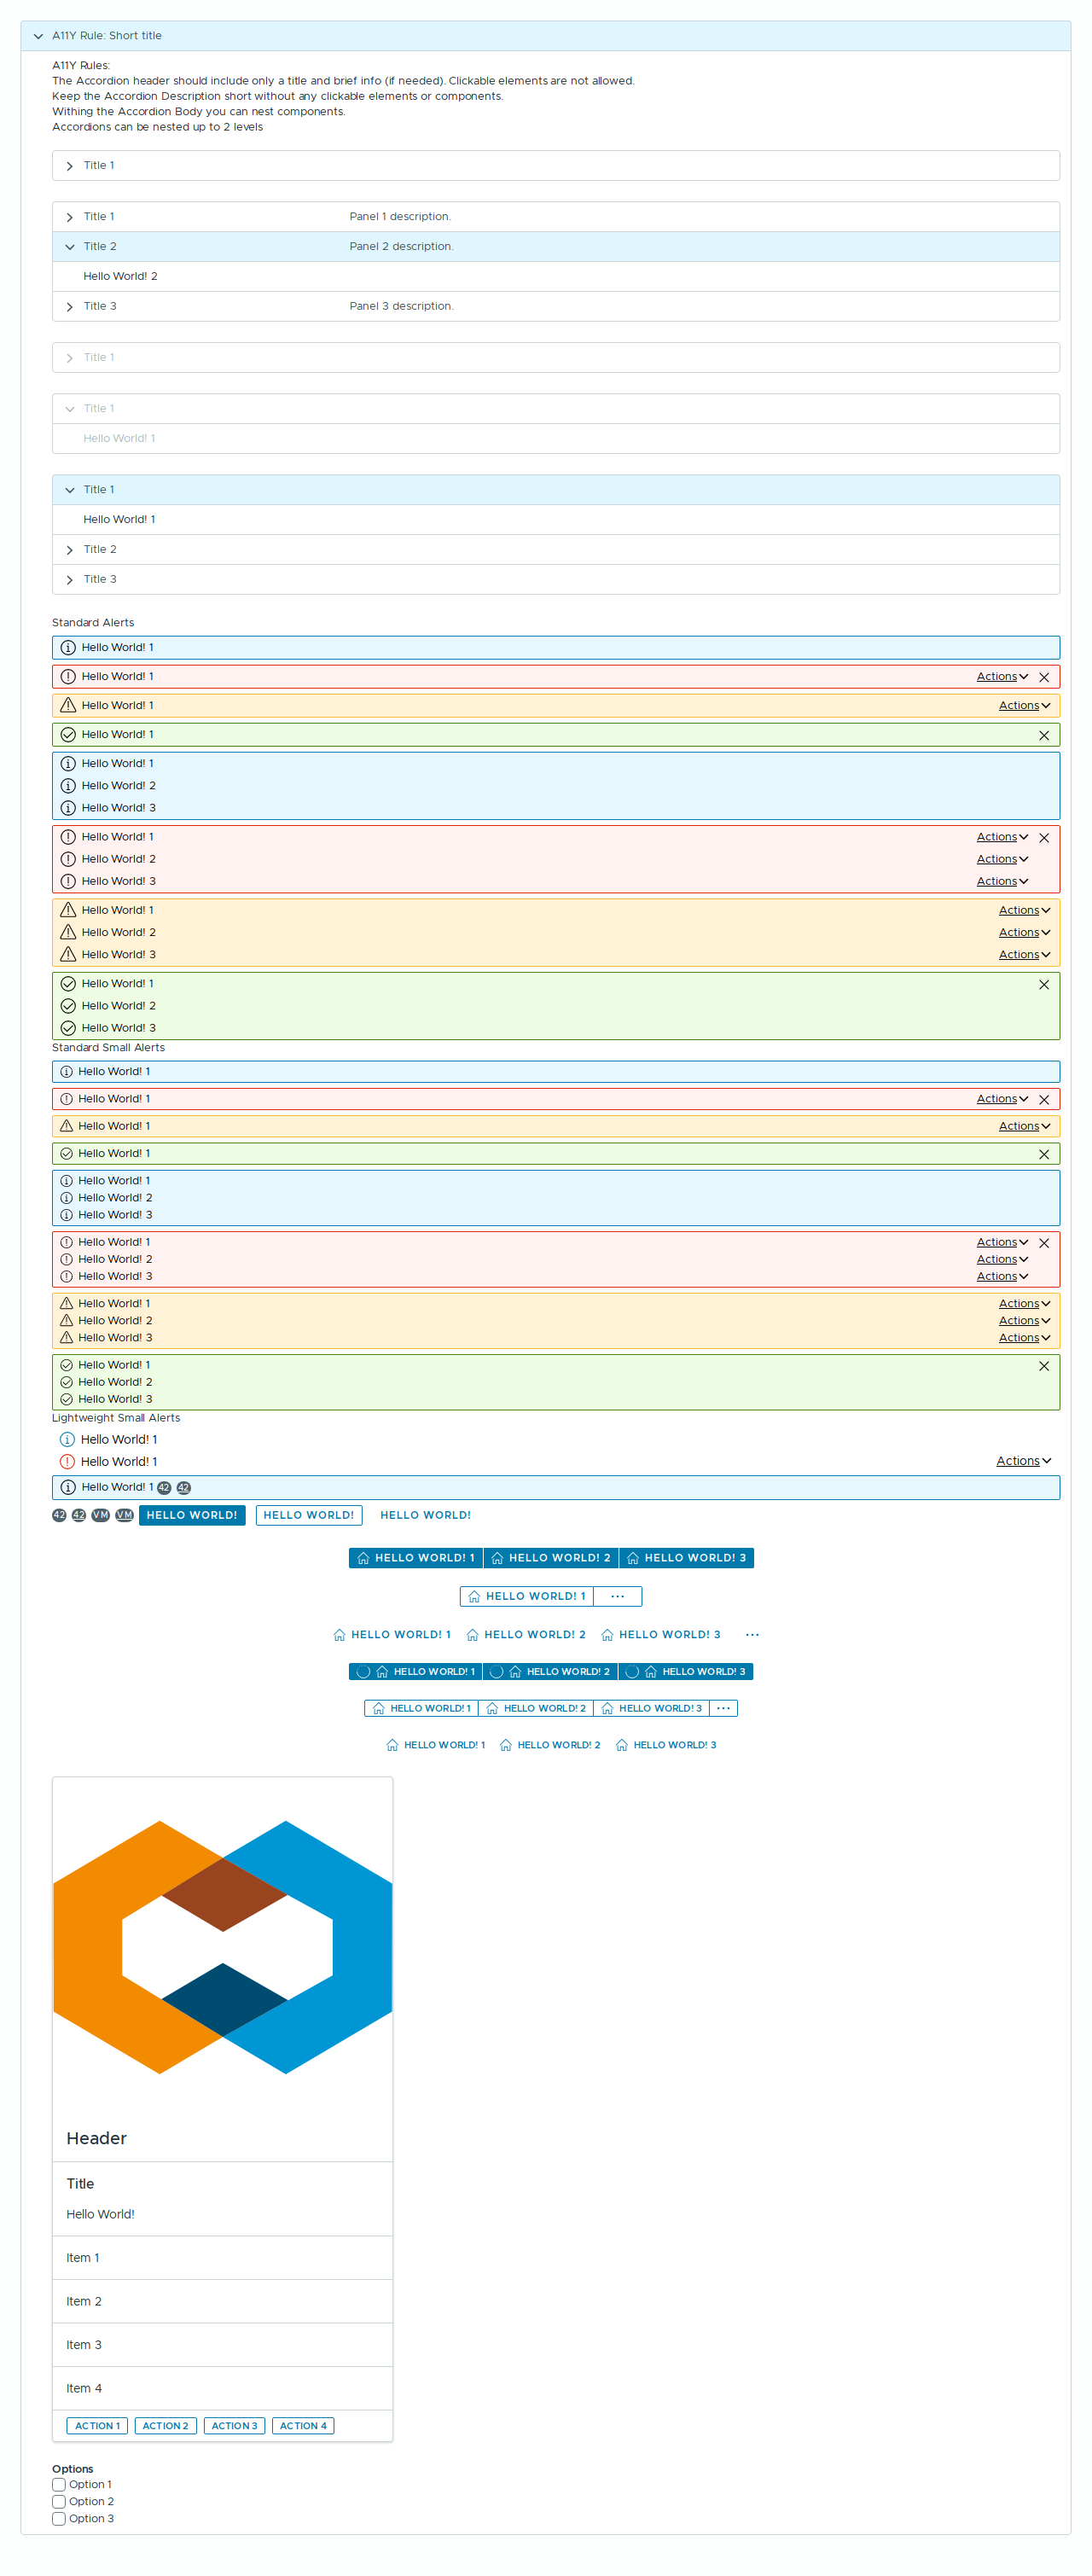 A11Y Rule: Short title
A11Y Rules:
The Accordion header should include only a title and brief info (if needed). Clickable elements are not allowed.
Keep the Accordion Description short without any clickable elements or components.
Withing the Accordion Body you can nest components.
Accordions can be nested up to 2 levels
Title 1
Title 1 Panel 1 description.
Title 2 Panel 2 description.
Hello World! 2
Title 3 Panel 3 description.
Title 1
Title 1
Hello World! 1
Title 1
Hello World! 1
Title 2
Title 3
Standard Alerts
Hello World! 1
Hello World! 1 Actions
Hello World! 1 Actions
Hello World! 1
Hello World! 1
Hello World! 2
Hello World! 3
Hello World! 1 Actions
Hello World! 2 Actions
Hello World! 3 Actions
Hello World! 1 Actions
Hello World! 2 Actions
Hello World! 3 Actions
Hello World! 1
Hello World! 2
Hello World! 3
Standard Small Alerts
Hello World! 1
Hello World! 1 Actions
Hello World! 1 Actions
Hello World! 1
Hello World! 1
Hello World! 2
Hello World! 3
Hello World! 1 Actions
Hello World! 2 Actions
Hello World! 3 Actions
Hello World! 1 Actions
Hello World! 2 Actions
Hello World! 3 Actions
Hello World! 1
Hello World! 2
Hello World! 3
Lightweight Small Alerts
Hello World! 1
Hello World! 1 Actions
Hello World! 1 42 42
42 42 VM VM HELLO WORLD! HELLO WORLD! HELLO WORLD!
HELLO WORLD! 1 HELLO WORLD! 2 HELLO WORLD! 3
HELLO WORLD! 1 ...
HELLO WORLD! 1 HELLO WORLD! 2 HELLO WORLD! 3 ...
HELLO WORLD! 1 HELLO WORLD! 2 HELLO WORLD! 3
HELLO WORLD! 1 HELLO WORLD! 2 HELLO WORLD! 3 ...
HELLO WORLD! 1 HELLO WORLD! 2 HELLO WORLD! 3
Header
Title
Hello World!
Item 1
Item 2
Item 3
Item 4
ACTION 1 ACTION 2 ACTION 3 ACTION 4
Options
Option 1
Option 2
Option 3